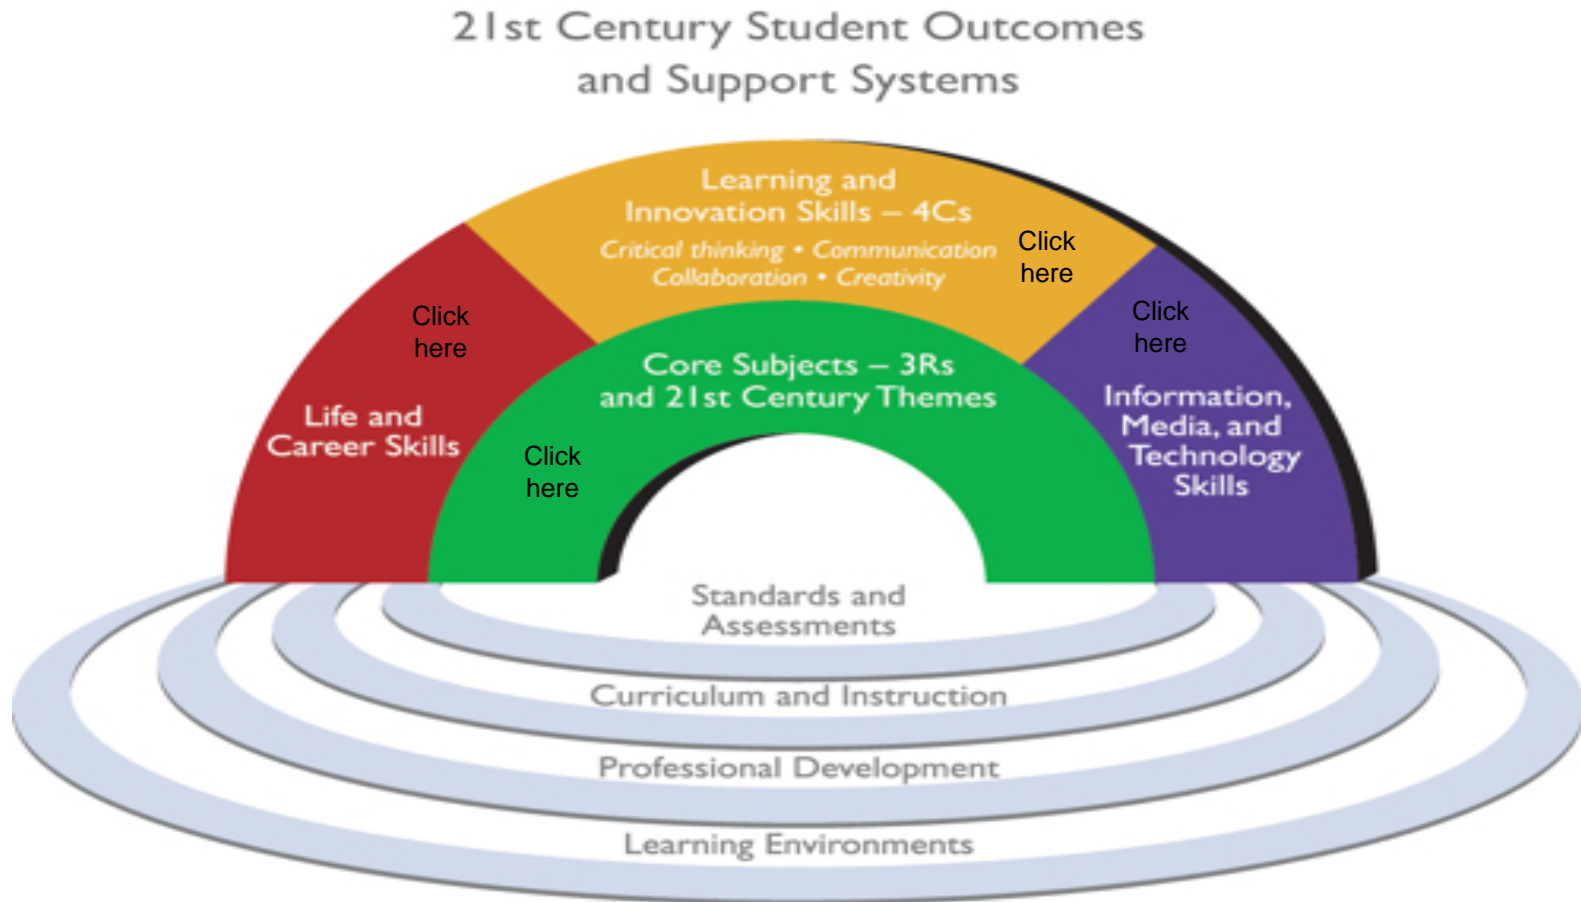 21st Century Student Outcomes
and Support Systems
Learning and
Innovation Skills – 4Cs
Critical thinking • Communication
Collaboration • Creativity
Click
here
Click
here
Life and
Career Skills
Core Subjects – 3Rs
and 21st Century Themes
Click
here
Click
here
Information,
Media, and
Technology
Skills
Standards and
Assessments
Curriculum and Instruction
Professional Development
Learning Environments